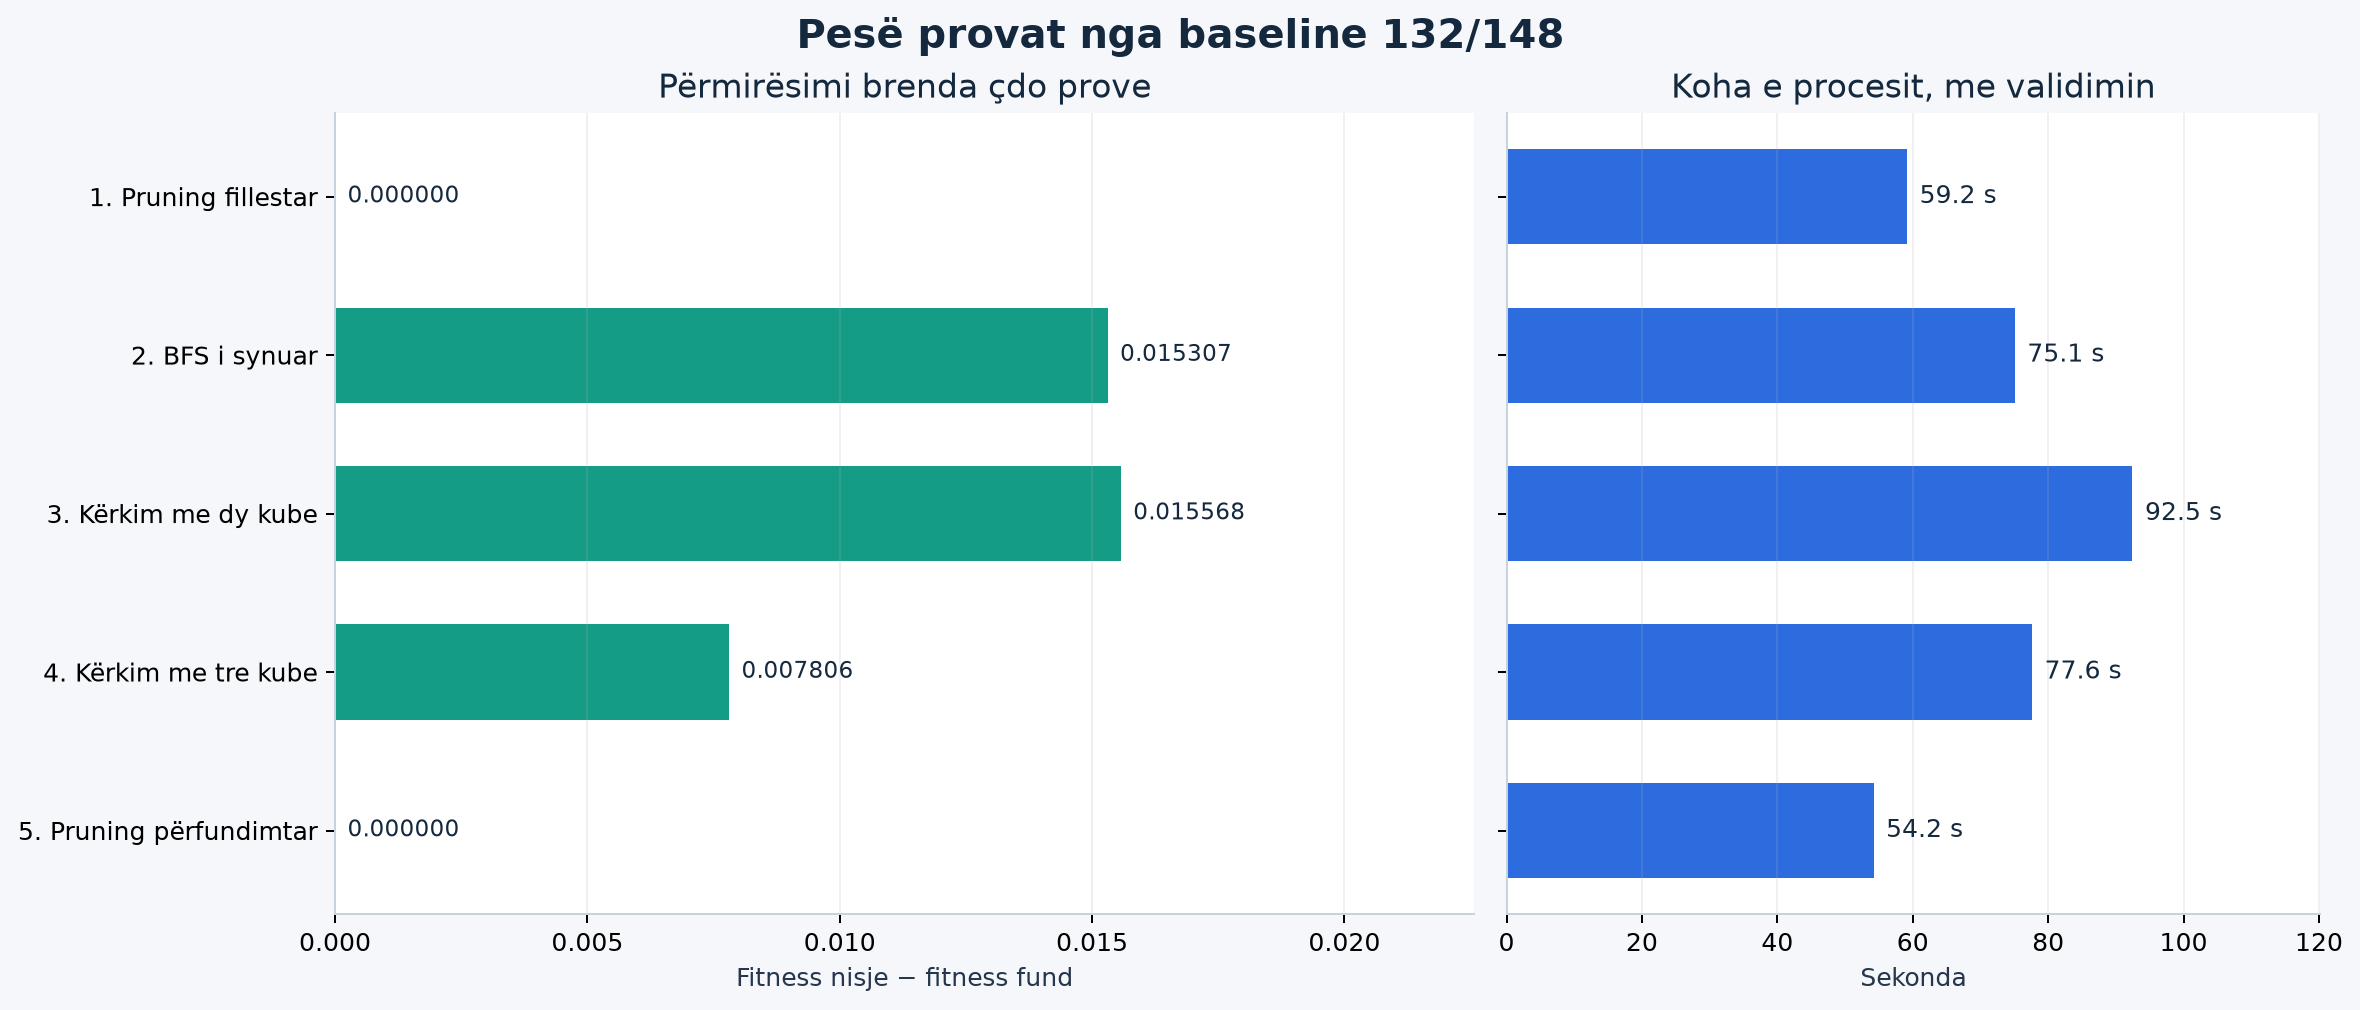 Pesë provat nga baseline 132/148
Përmirësimi brenda çdo prove
1. Pruning fillestar
0.000000
2. BFS i synuar
0.015307
3. Kërkim me dy kube
0.015568
4. Kërkim me tre kube
0.007806
5. Pruning përfundimtar
0.000000
0.000 0.005 0.010 0.015 0.020
Fitness nisje − fitness fund
Koha e procesit, me validimin
59.2 s
75.1 s
92.5 s
77.6 s
54.2 s
0 20 40 60 80 100 120
Sekonda